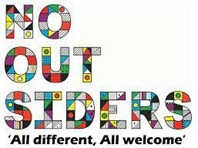 NO
OUT
SIDERS
‘All different, All welcome’